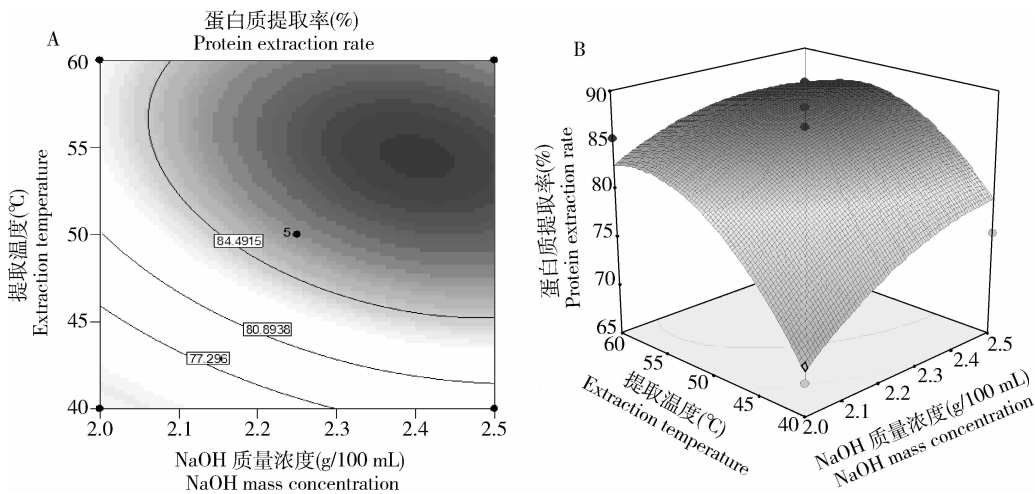 A
蛋白质提取率(%)
Protein extraction rate
60
55
50
45
40
提取温度(℃)
Extraction temperature
5
84.4915
80.8938
77.296
2.0
2.1
2.2
2.3
2.4
2.5
NaOH 质量浓度(g/100 mL)
NaOH mass concentration
B
90
85
80
75
70
65
蛋白质提取率(%)
Protein extraction rate
60
55
50
45
40
提取温度(℃)
Extraction temperature
2.0
2.1
2.2
2.3
2.4
2.5
NaOH 质量浓度(g/100 mL)
NaOH mass concentration